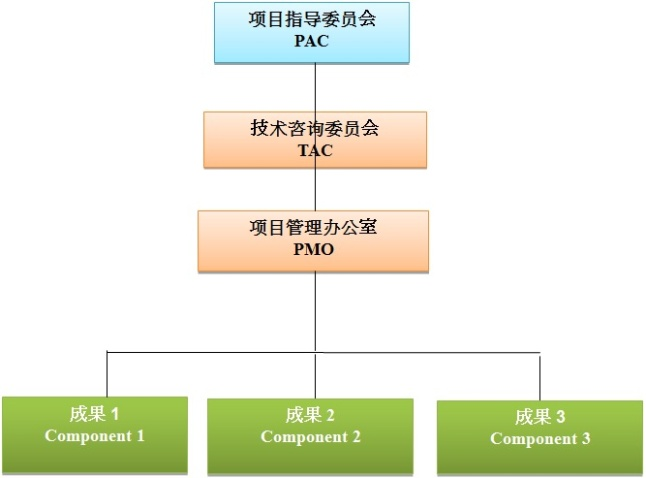 项目指导委员会
PAC
技术咨询委员会
TAC
项目管理办公室
PMO
成果 1
Component 1
成果 2
Component 2
成果 3
Component 3